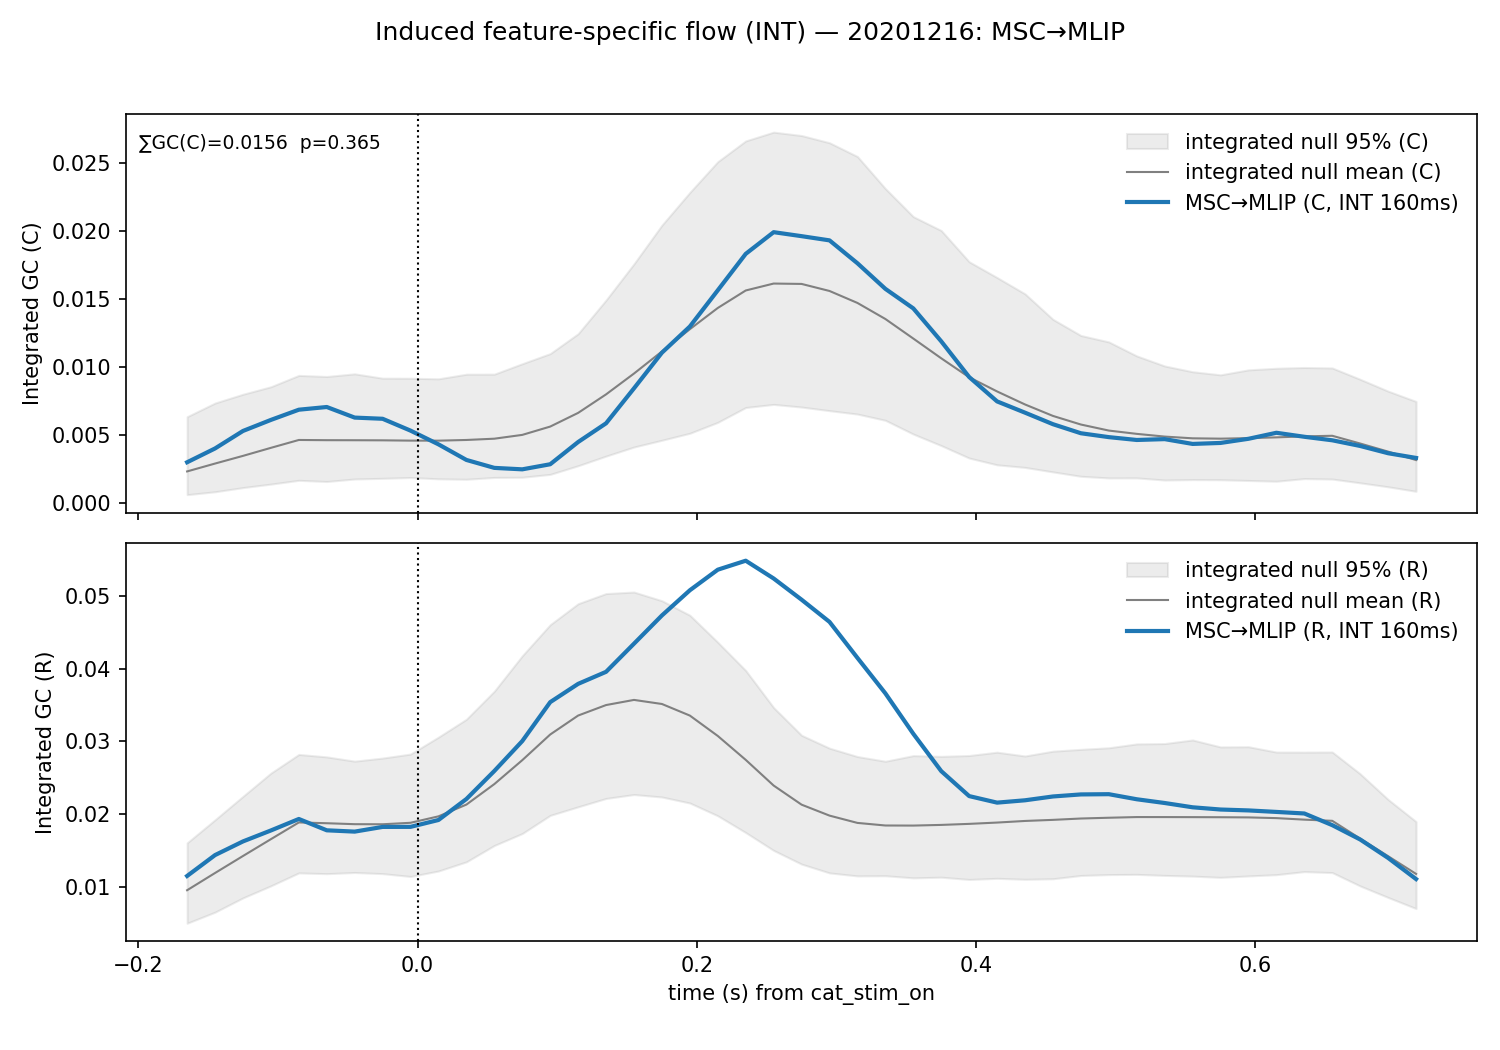 Induced feature-specific flow (INT) — 20201216: MSC→MLIP
∑GC(C)=0.0156  p=0.365
integrated null 95% (C)
integrated null mean (C)
MSC→MLIP (C, INT 160ms)
Integrated GC (C)
0.025
0.020
0.015
0.010
0.005
0.000
integrated null 95% (R)
integrated null mean (R)
MSC→MLIP (R, INT 160ms)
Integrated GC (R)
0.05
0.04
0.03
0.02
0.01
−0.2 0.0 0.2 0.4 0.6
time (s) from cat_stim_on